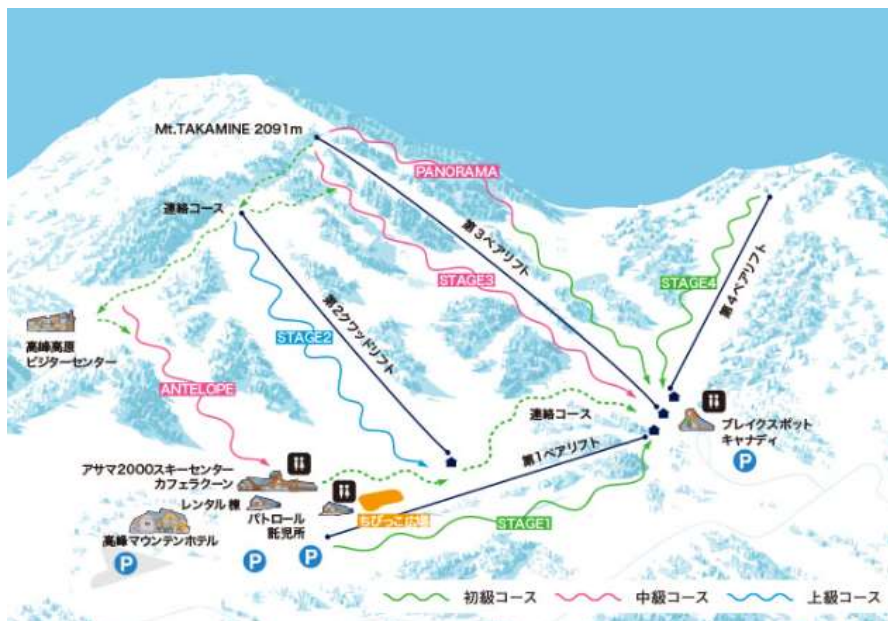 Mt.TAKAMINE 2091m
PANORAMA
連絡コース
第3ペアリフト
STAGE3
STAGE4
第4ペアリフト
高峰高原
ビジターセンター
STAGE2
第2クワッドリフト
ANTELOPE
連絡コース
ブレイクスポット
キャナディ
P
第1ペアリフト
アサマ2000スキーセンター
カフェラクーン
レンタル棟
パトロール
託児所
ちびっこ広場
STAGE1
高峰マウンテンホテル
P
P
P
初級コース
中級コース
上級コース